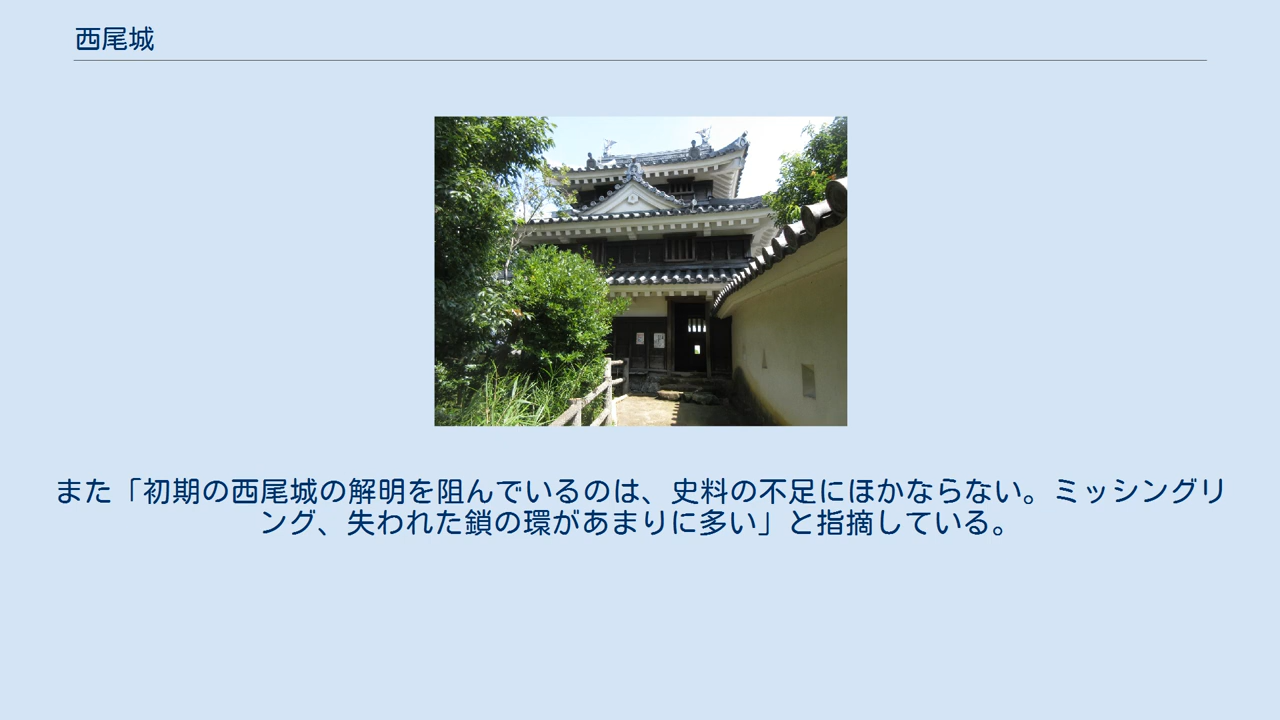 西尾城
また「初期の西尾城の解明を阻んでいるのは、史料の不足にほかならない。ミッシングリ
ング、失われた鎖の環があまりに多い」と指摘している。